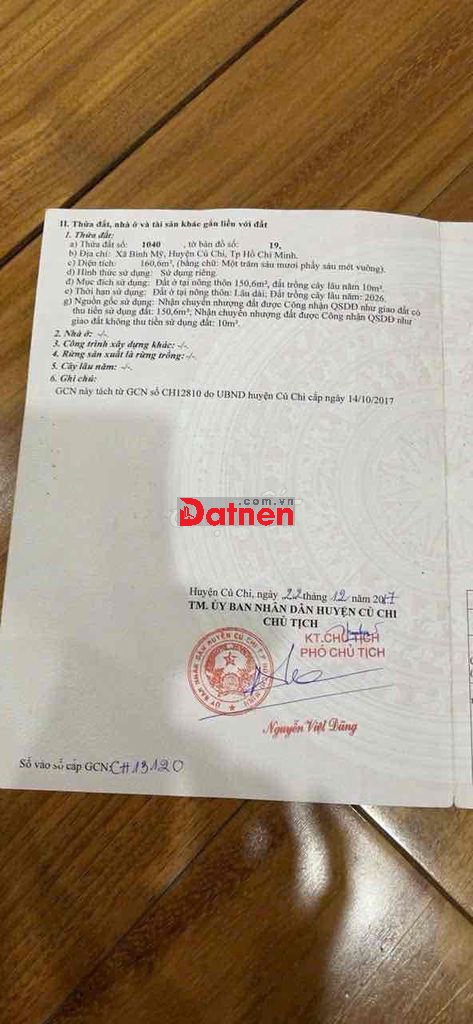 II. Thửa đất, nhà ở và tài sản khác gắn liền với đất
1. Thửa đất:
a) Thửa đất số: 1040 , tờ bản đồ số: 19,
b) Địa chỉ: Xã Bình Mỹ, Huyện Củ Chi, Tp Hồ Chí Minh.
c) Diện tích: 160,6m², (bằng chữ: Một trăm sáu mươi phẩy sáu mét vuông).
d) Hình thức sử dụng: Sử dụng riêng.
đ) Mục đích sử dụng: Đất ở tại nông thôn 150,6m², đất trồng cây lâu năm 10m².
e) Thời hạn sử dụng: Đất ở tại nông thôn: Lâu dài; Đất trồng cây lâu năm: 2026.
g) Nguồn gốc sử dụng: Nhận chuyển nhượng đất được Công nhận QSDĐ như giao đất có
thu tiền sử dụng đất: 150,6m²; Nhận chuyển nhượng đất được Công nhận QSDĐ như
giao đất không thu tiền sử dụng đất: 10m².
2. Nhà ở: -/-
3. Công trình xây dựng khác: -/-
4. Rừng sản xuất là rừng trồng: -/-
5. Cây lâu năm: -/-
6. Ghi chú:
GCN này tách từ GCN số CH12810 do UBND huyện Củ Chi cấp ngày 14/10/2017
.com.vn
Datnen
Huyện Củ Chi, ngày 22 tháng 12 năm 2017
TM. ỦY BAN NHÂN DÂN HUYỆN CỦ CHI
CHỦ TỊCH
KT.CHỦ TỊCH
PHÓ CHỦ TỊCH
Nguyễn Việt Dũng
Số vào sổ cấp GCN: CH13120